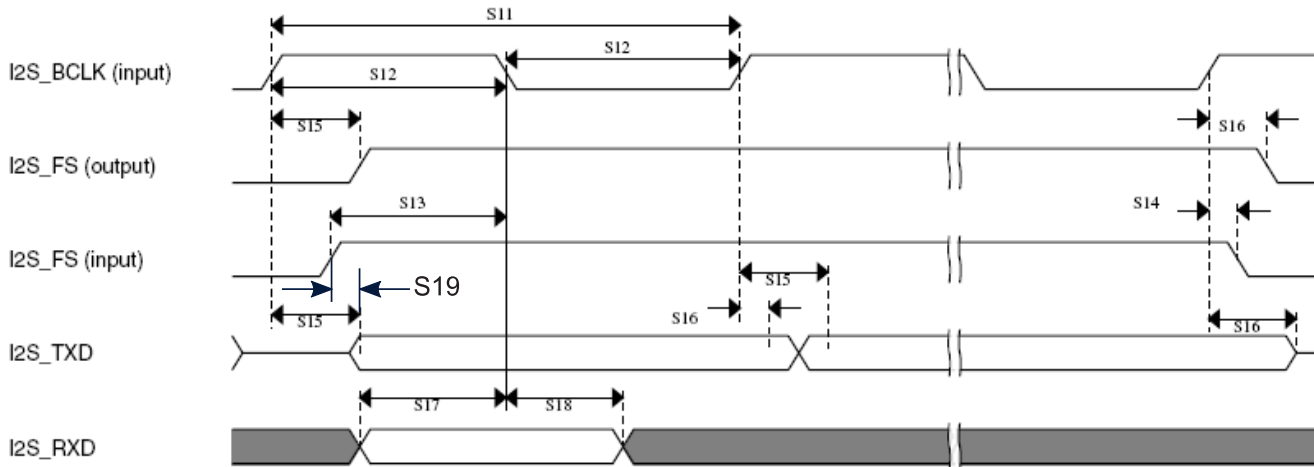 S11
I2S_BCLK (input)
S12
S12
S15
S16
I2S_FS (output)
S13
S14
I2S_FS (input)
S19
S15
S15
S16
S16
I2S_TXD
S17
S18
I2S_RXD